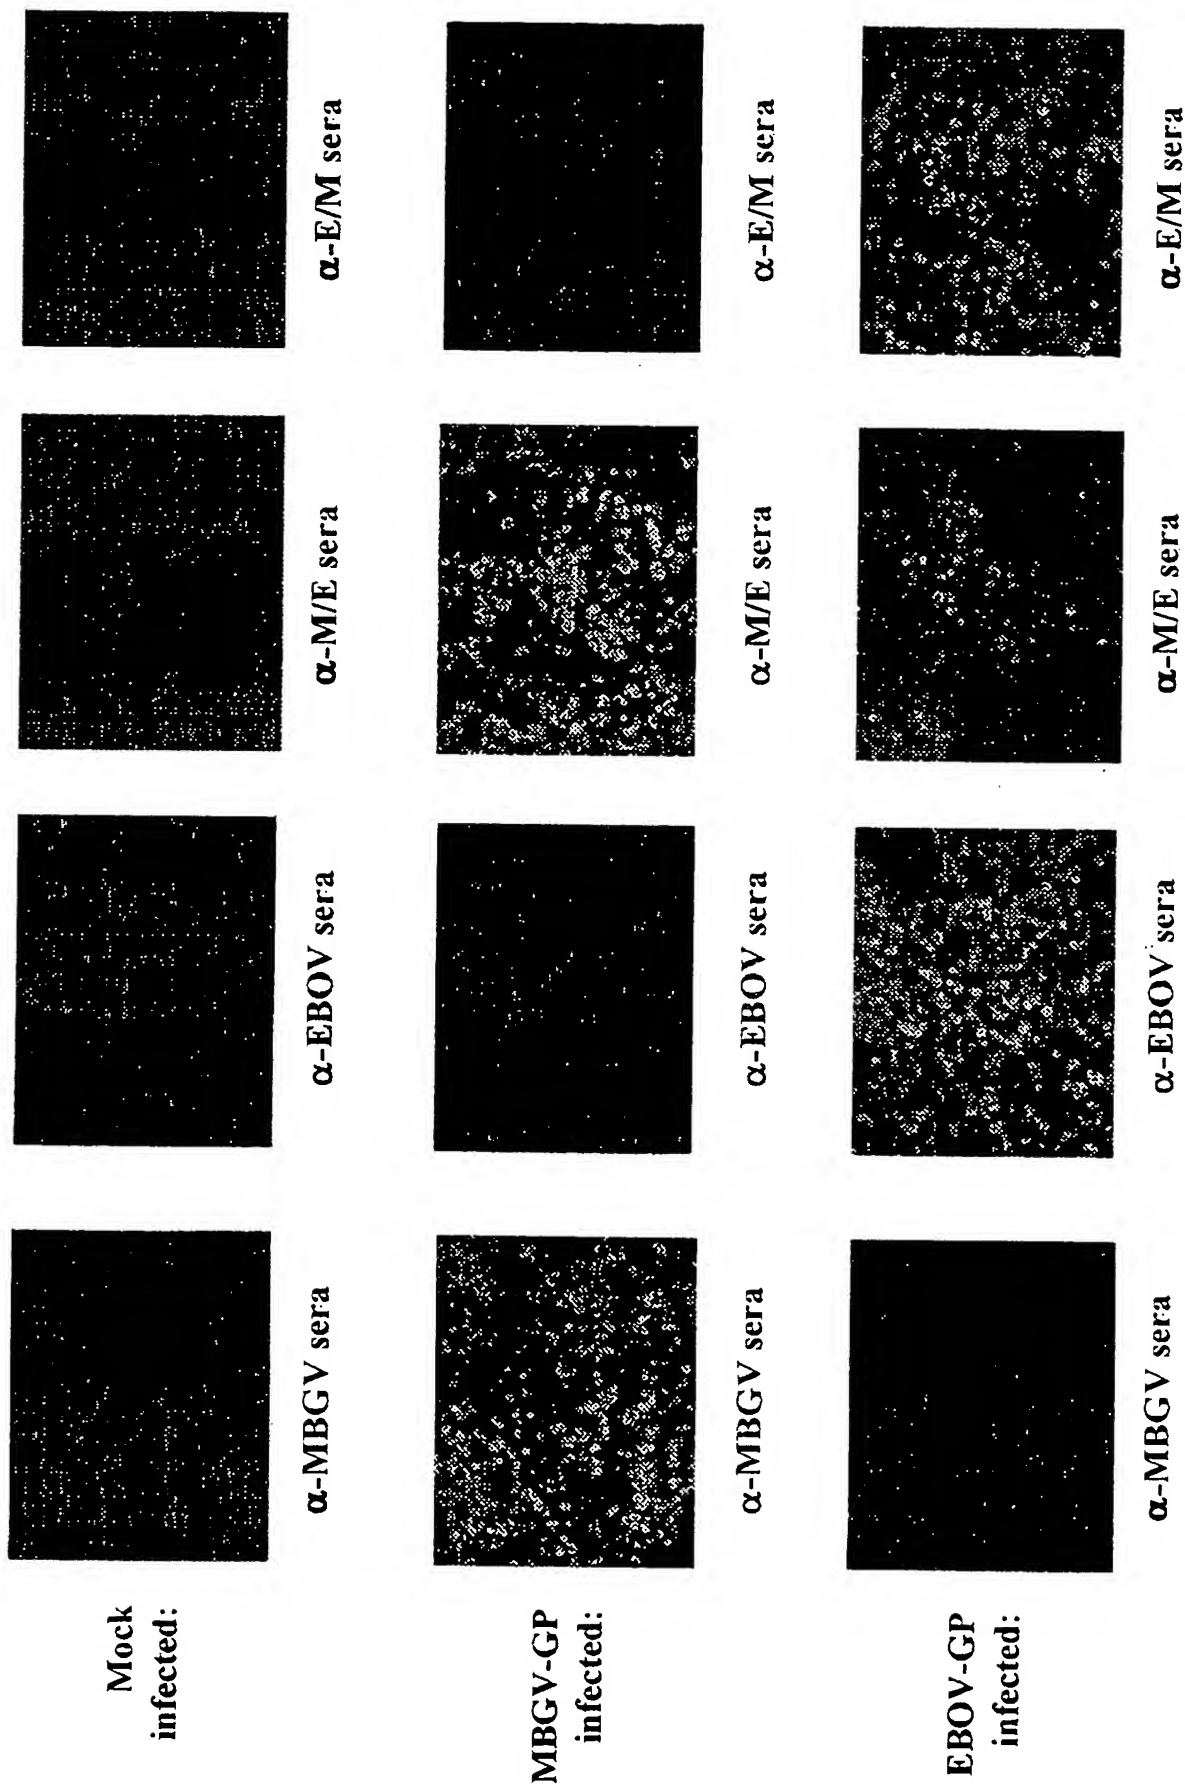 Mock
infected:
α-MBGV sera
α-EBOV sera
α-M/E sera
α-E/M sera
MBGV-GP
infected:
α-MBGV sera
α-EBOV sera
α-M/E sera
α-E/M sera
EBOV-GP
infected:
α-MBGV sera
α-EBOV sera
α-M/E sera
α-E/M sera